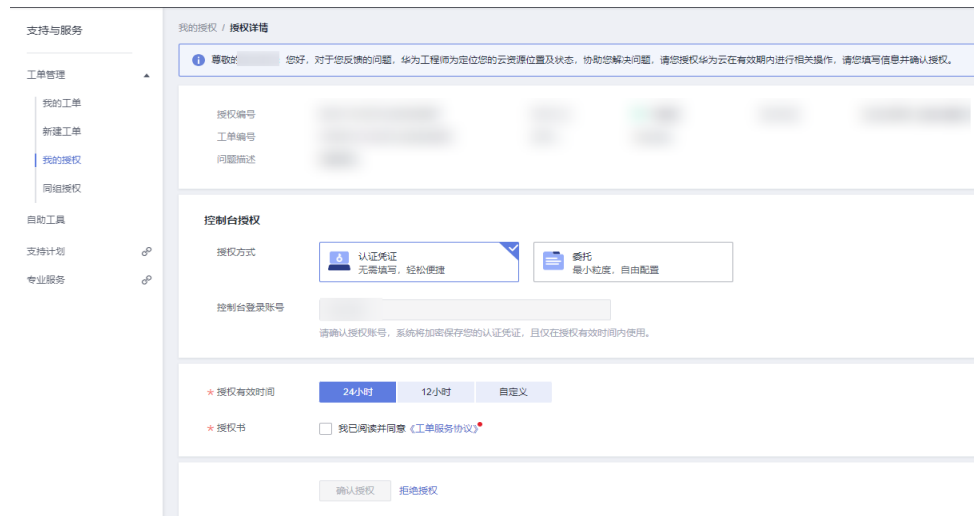 支持与服务
工单管理
我的工单
新建工单
我的授权
同组授权
自助工具
支持计划
专业服务
我的授权 / 授权详情
尊敬的 您好，对于您反馈的问题，华为工程师为定位您的云资源位置及状态，协助您解决问题，请您授权华为云在有效期内进行相关操作，请您填写信息并确认授权。
授权编号
工单编号
问题描述
控制台授权
授权方式
认证凭证
无需填写，轻松便捷
委托
最小粒度，自由配置
控制台登录账号
请确认授权账号，系统将加密保存您的认证凭证，且仅在授权有效时间内使用。
* 授权有效时间 24小时 12小时 自定义
* 授权书 我已阅读并同意《工单服务协议》
确认授权 拒绝授权